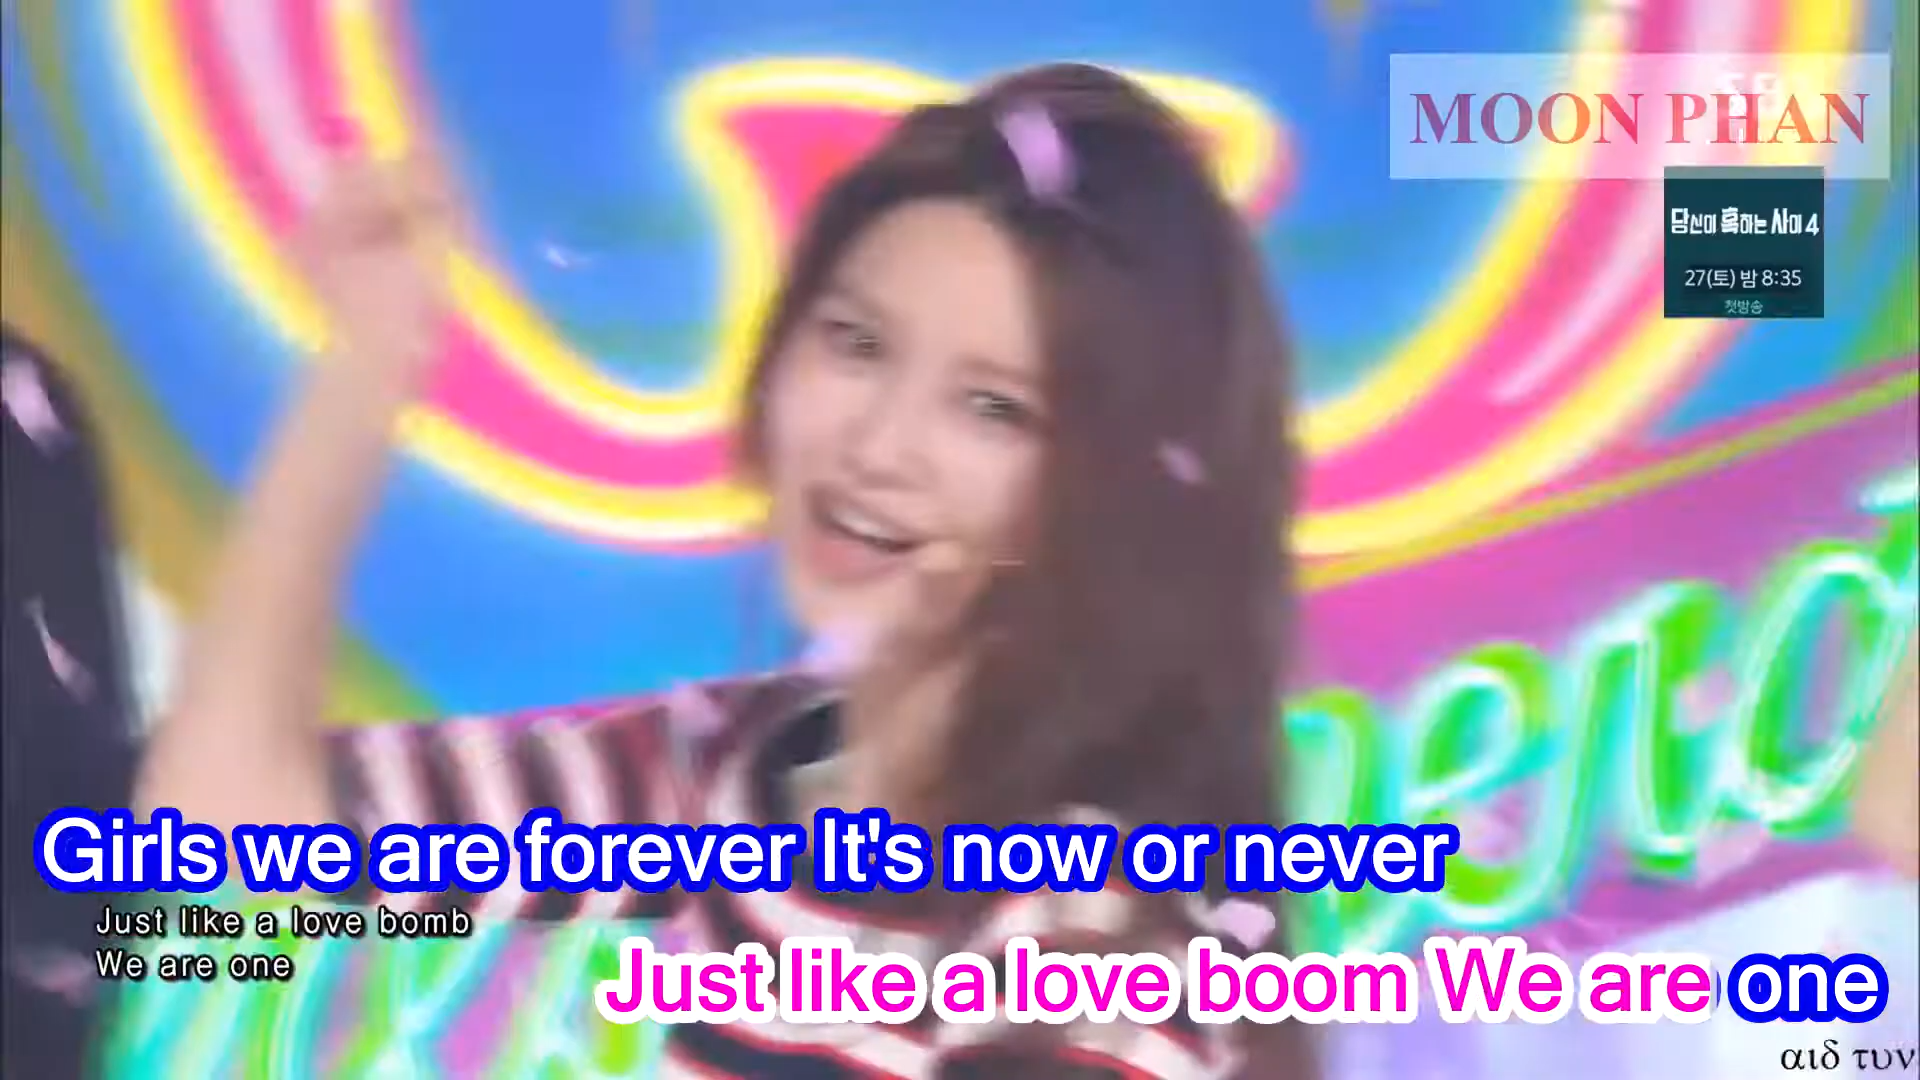 MOON PHAN
당신이 혹하는 사이 4
27(토) 밤 8:35
첫방송
Girls we are forever It's now or never
Just like a love bomb
We are one
Just like a love boom We are one
αιδ τυν